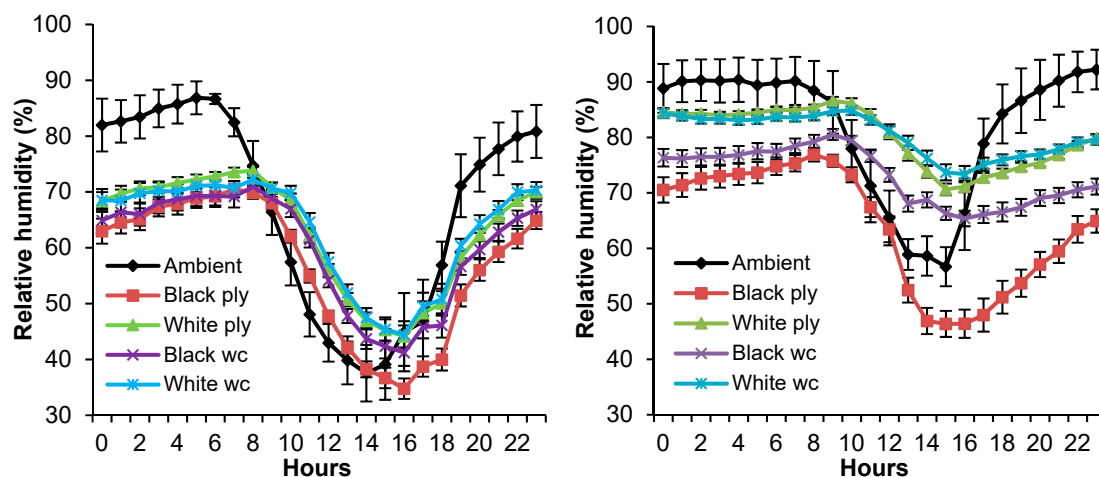 Relative humidity (%)
100
90
80
70
60
50
40
30
Ambient
Black ply
White ply
Black wc
White wc
0 2 4 6 8 10 12 14 16 18 20 22
Hours
Relative humidity (%)
100
90
80
70
60
50
40
30
Ambient
Black ply
White ply
Black wc
White wc
0 2 4 6 8 10 12 14 16 18 20 22
Hours